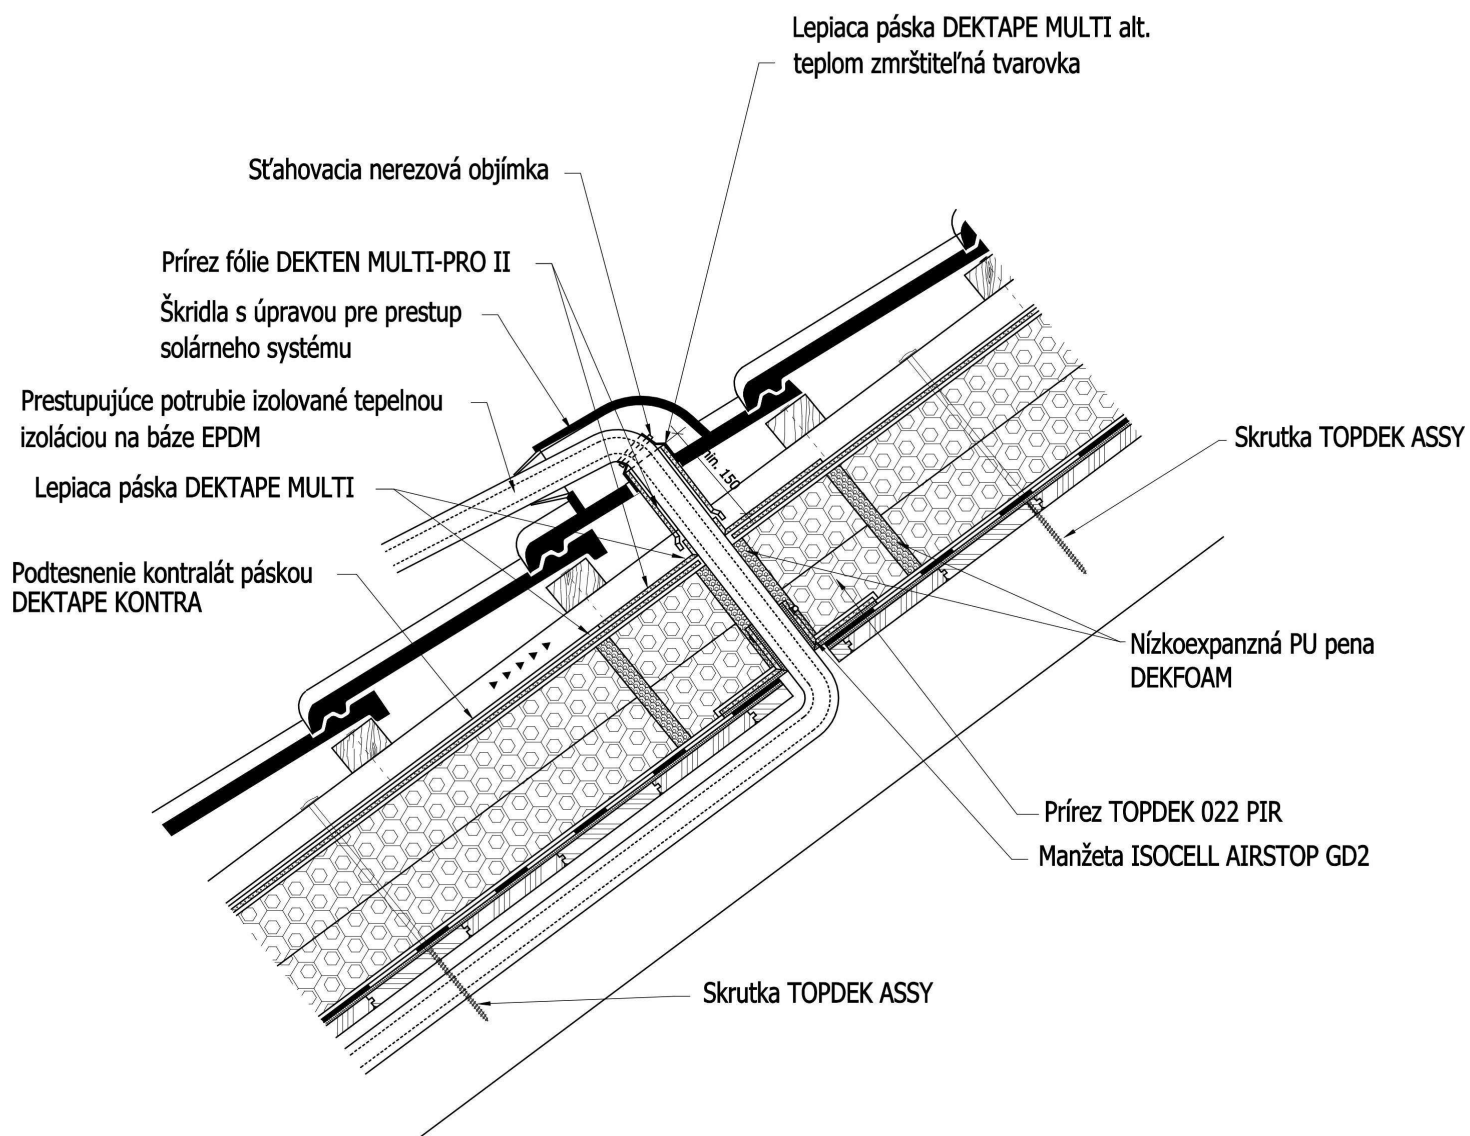 Lepiaca páska DEKTAPE MULTI alt.
teplom zmrštiteľná tvarovka
Sťahovacia nerezová objímka
Prírez fólie DEKTEN MULTI-PRO II
Škridla s úpravou pre prestup
solárneho systému
Prestupujúce potrubie izolované tepelnou
izoláciou na báze EPDM
Lepiaca páska DEKTAPE MULTI
Podtesnenie kontralát páskou
DEKTAPE KONTRA
min. 150
Skrutka TOPDEK ASSY
Nízkoexpanzná PU pena
DEKFOAM
Prírez TOPDEK 022 PIR
Manžeta ISOCELL AIRSTOP GD2
Skrutka TOPDEK ASSY